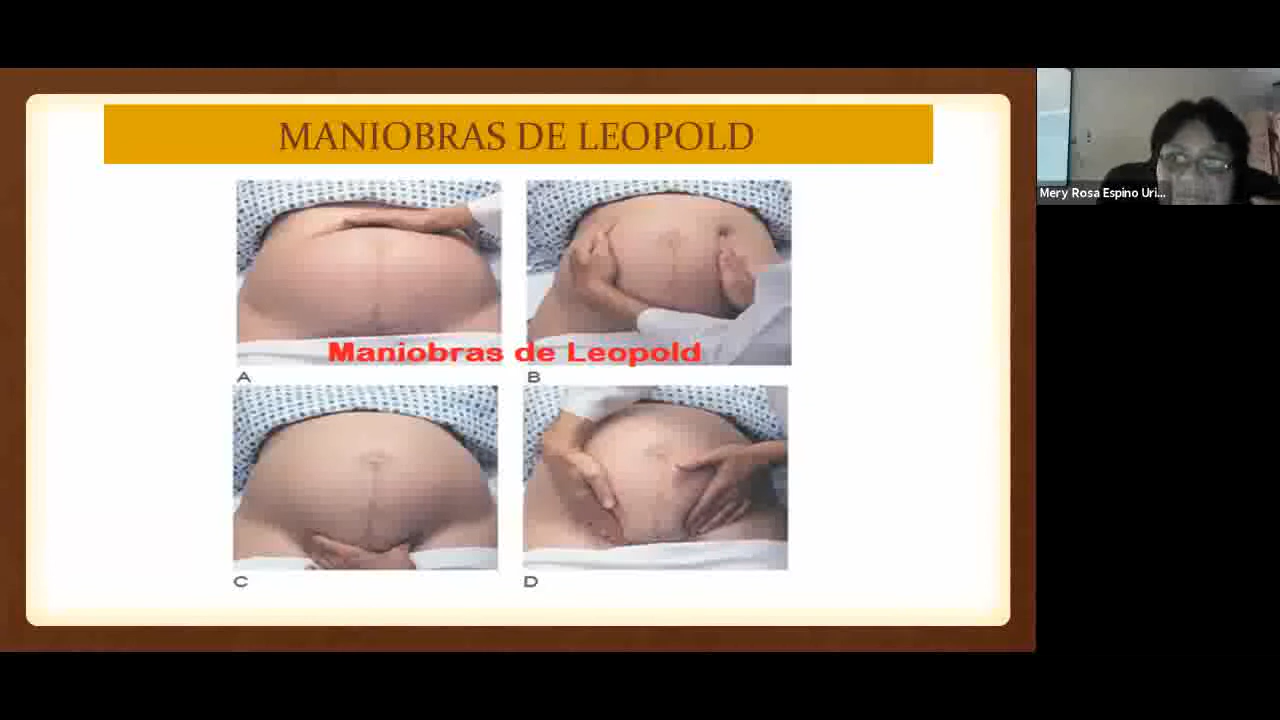 MANIOBRAS DE LEOPOLD
Mery Rosa Espino Uri...
Maniobras de Leopold
A
B
C
D